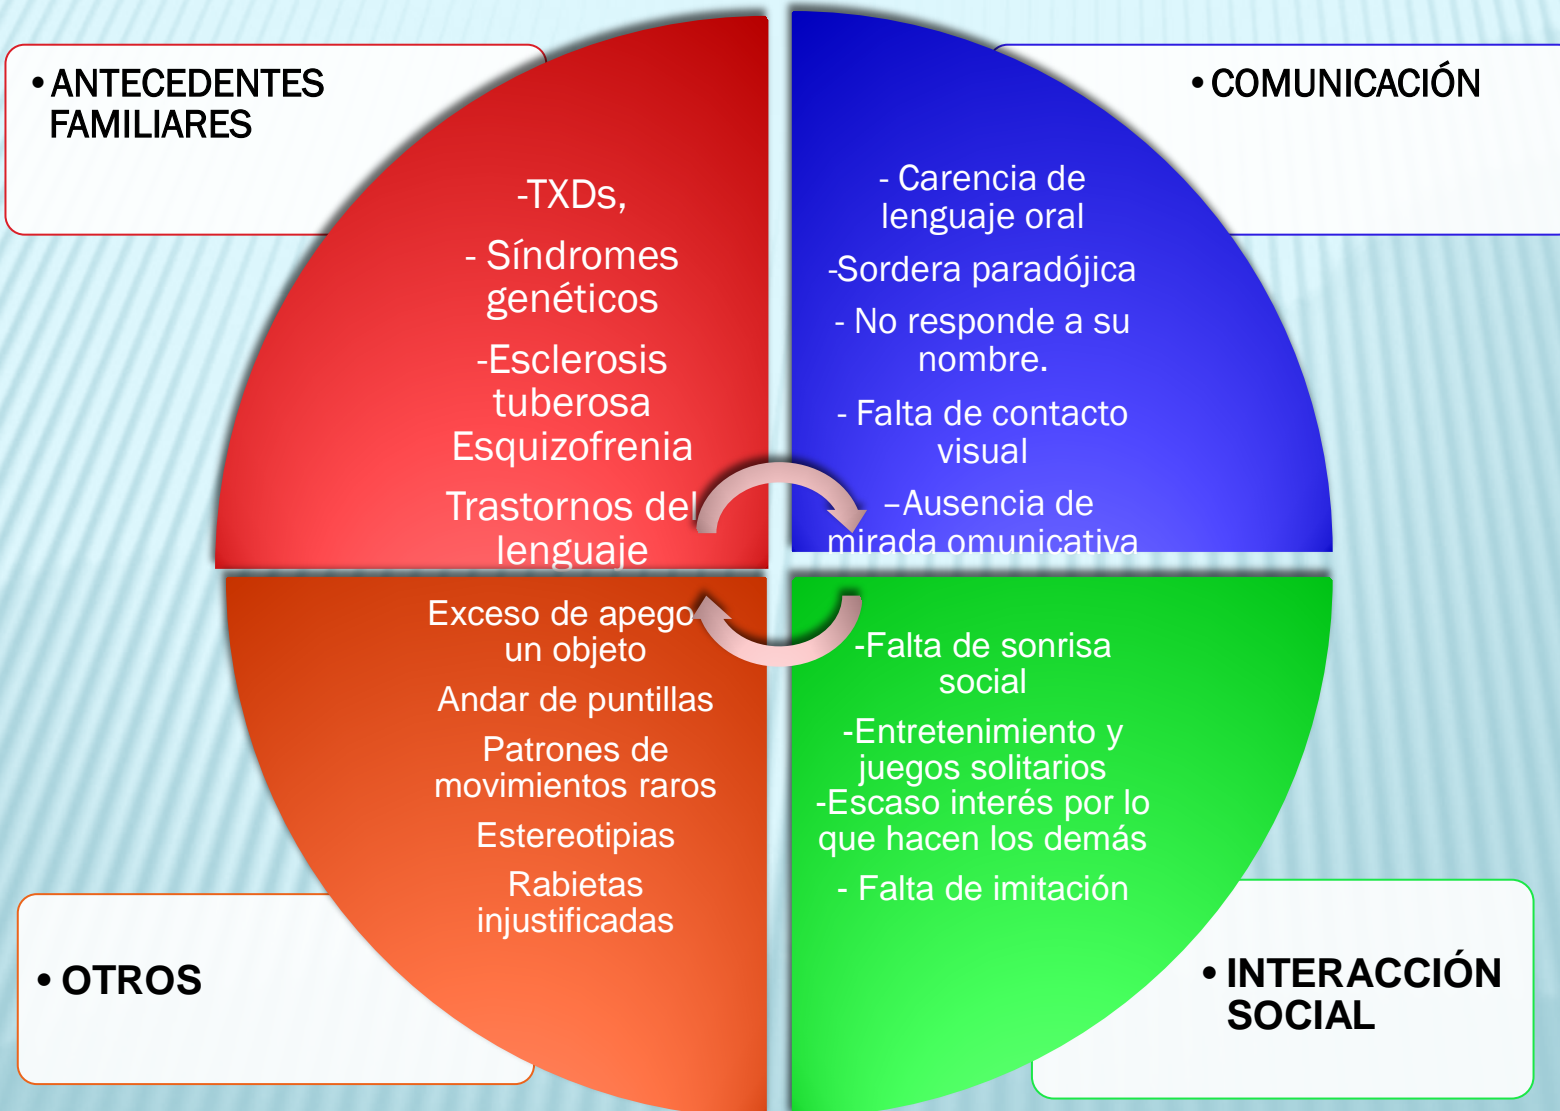 •ANTECEDENTES
FAMILIARES
-TXDs,
- Síndromes
genéticos
-Esclerosis
tuberosa
Esquizofrenia
Trastornos del
lenguaje
•COMUNICACIÓN
- Carencia de
lenguaje oral
-Sordera paradójica
- No responde a su
nombre.
- Falta de contacto
visual
–Ausencia de
mirada omunicativa
Exceso de apego
un objeto
Andar de puntillas
Patrones de
movimientos raros
Estereotipias
Rabietas
injustificadas
• OTROS
-Falta de sonrisa
social
-Entretenimiento y
juegos solitarios
-Escaso interés por lo
que hacen los demás
- Falta de imitación
• INTERACCIÓN
SOCIAL